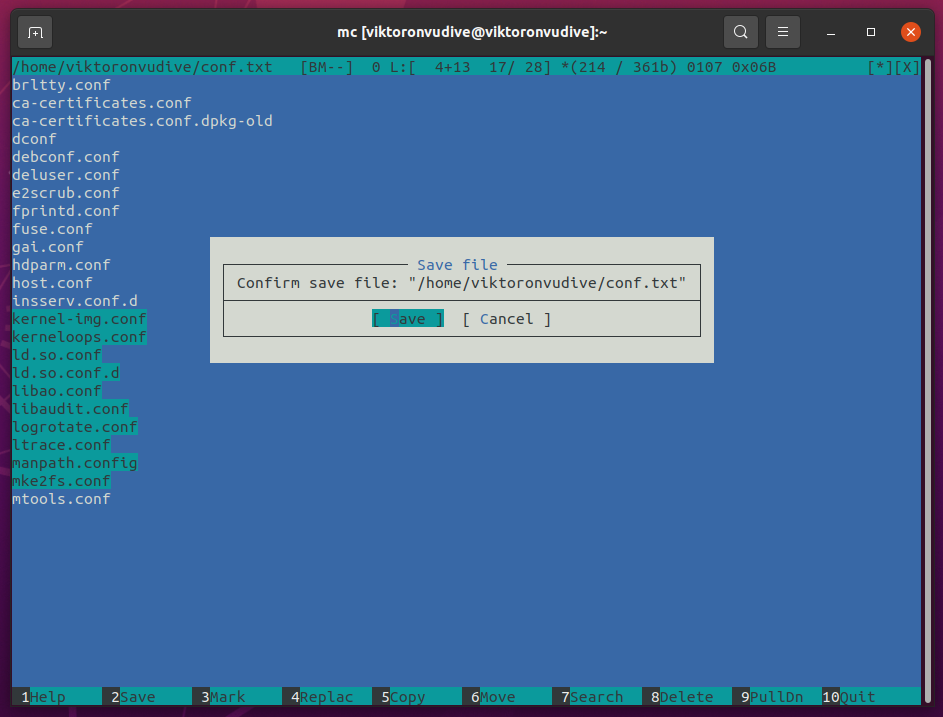 mc [viktoronvudive@viktoronvudive]:~
/home/viktoronvudive/conf.txt   [BM--]  0 L:[  4+13  17/ 28] *(214 / 361b) 0107 0x06B          [*][X]
brltty.conf
ca-certificates.conf
ca-certificates.conf.dpkg-old
dconf
debconf.conf
deluser.conf
e2scrub.conf
fprintd.conf
fuse.conf
gai.conf
hdparm.conf
host.conf
insserv.conf.d
kernel-img.conf
kerneloops.conf
ld.so.conf
ld.so.conf.d
libao.conf
libaudit.conf
logrotate.conf
ltrace.conf
manpath.config
mke2fs.conf
mtools.conf
Save file
Confirm save file: "/home/viktoronvudive/conf.txt"
[ Save ]  [ Cancel ]
1Help  2Save  3Mark  4Replac  5Copy  6Move  7Search  8Delete  9PullDn  10Quit